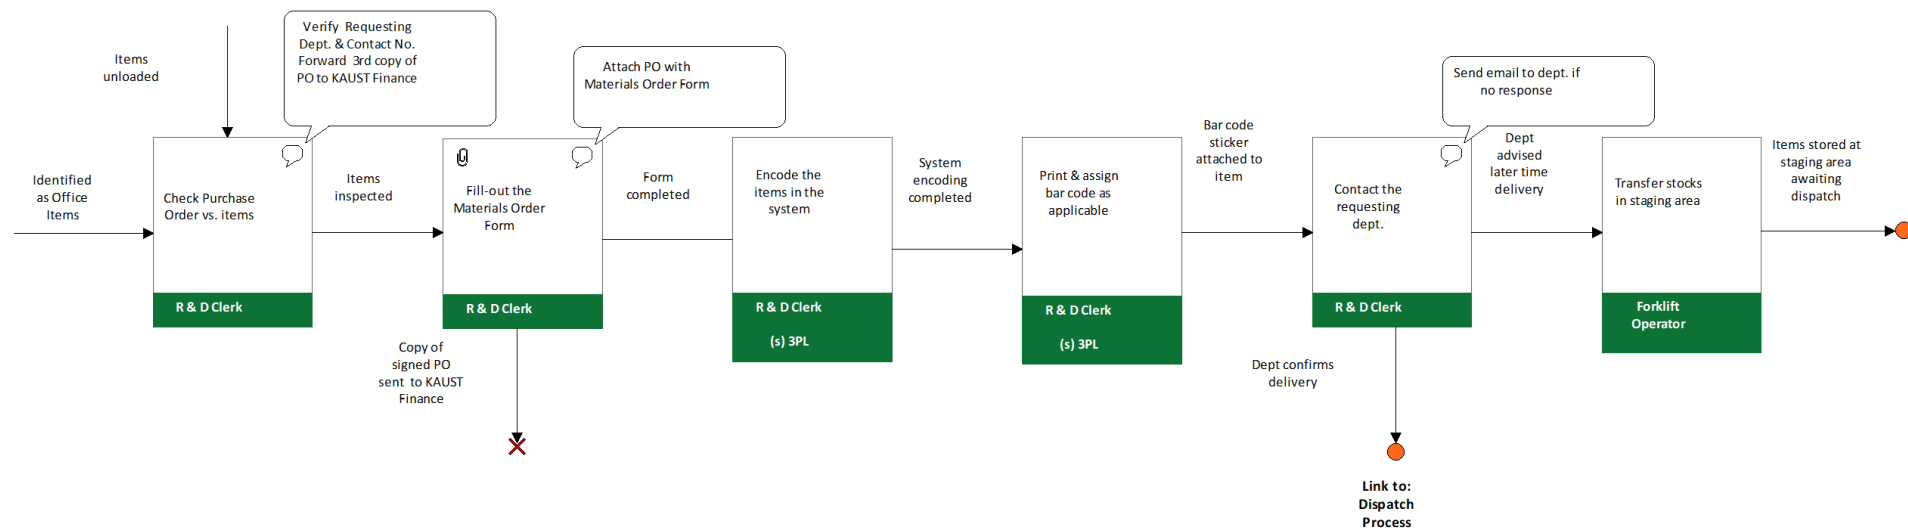 Items
unloaded
Verify  Requesting
Dept. & Contact No.
Forward  3rd copy of
PO to KAUST Finance
Attach PO with
Materials Order Form
Send email to dept. if
no response
Identified
as Office
Items
Check Purchase
Order vs. items
R & D Clerk
Items
inspected
Fill-out the
Materials Order
Form
R & D Clerk
Copy of
signed PO
sent  to KAUST
Finance
Form
completed
Encode the
items in the
system
R & D Clerk
(s) 3PL
System
encoding
completed
Print & assign
bar code as
applicable
R & D Clerk
(s) 3PL
Bar code
sticker
attached to
item
Contact the
requesting
dept.
R & D Clerk
Dept confirms
delivery
Link to:
Dispatch
Process
Dept
advised
later time
delivery
Transfer stocks
in staging area
Forklift
Operator
Items stored at
staging area
awaiting
dispatch